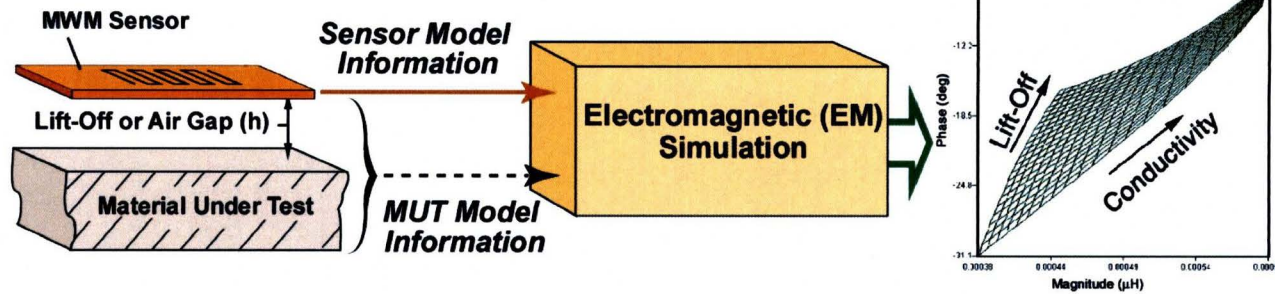 MWM Sensor
Sensor Model
Information
Lift-Off or Air Gap (h)
Material Under Test
MUT Model
Information
Electromagnetic (EM)
Simulation
Phase (deg)
-12.2
-18.5
-24.8
-31.1
Lift-Off
Conductivity
0.00038
0.00044
0.00049
0.00054
Magnitude (µH)